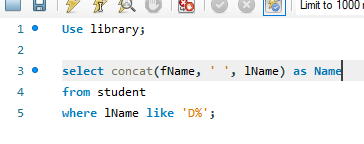 Limit to 1000
1 Use library;
2
3 select concat(fName, ' ', lName) as Name
4 from student
5 where lName like 'D%';